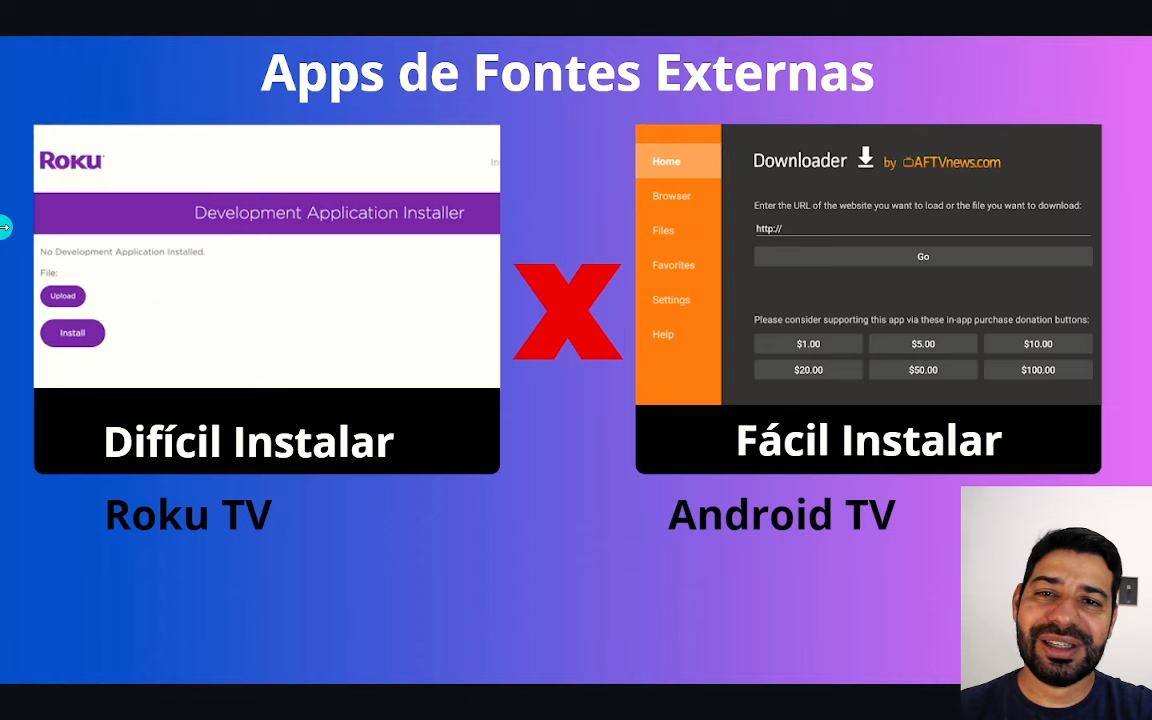 Apps de Fontes Externas
ROKU
In
Development Application Installer
No Development Application Installed.
File:
Upload
Install
Difícil Instalar
Roku TV
X
Home
Browser
Files
Favorites
Settings
Help
Downloader by AFTVnews.com
Enter the URL of the website you want to load or the file you want to download:
http://
Go
Please consider supporting this app via these in-app purchase donation buttons:
$1.00 $5.00 $10.00
$20.00 $50.00 $100.00
Fácil Instalar
Android TV